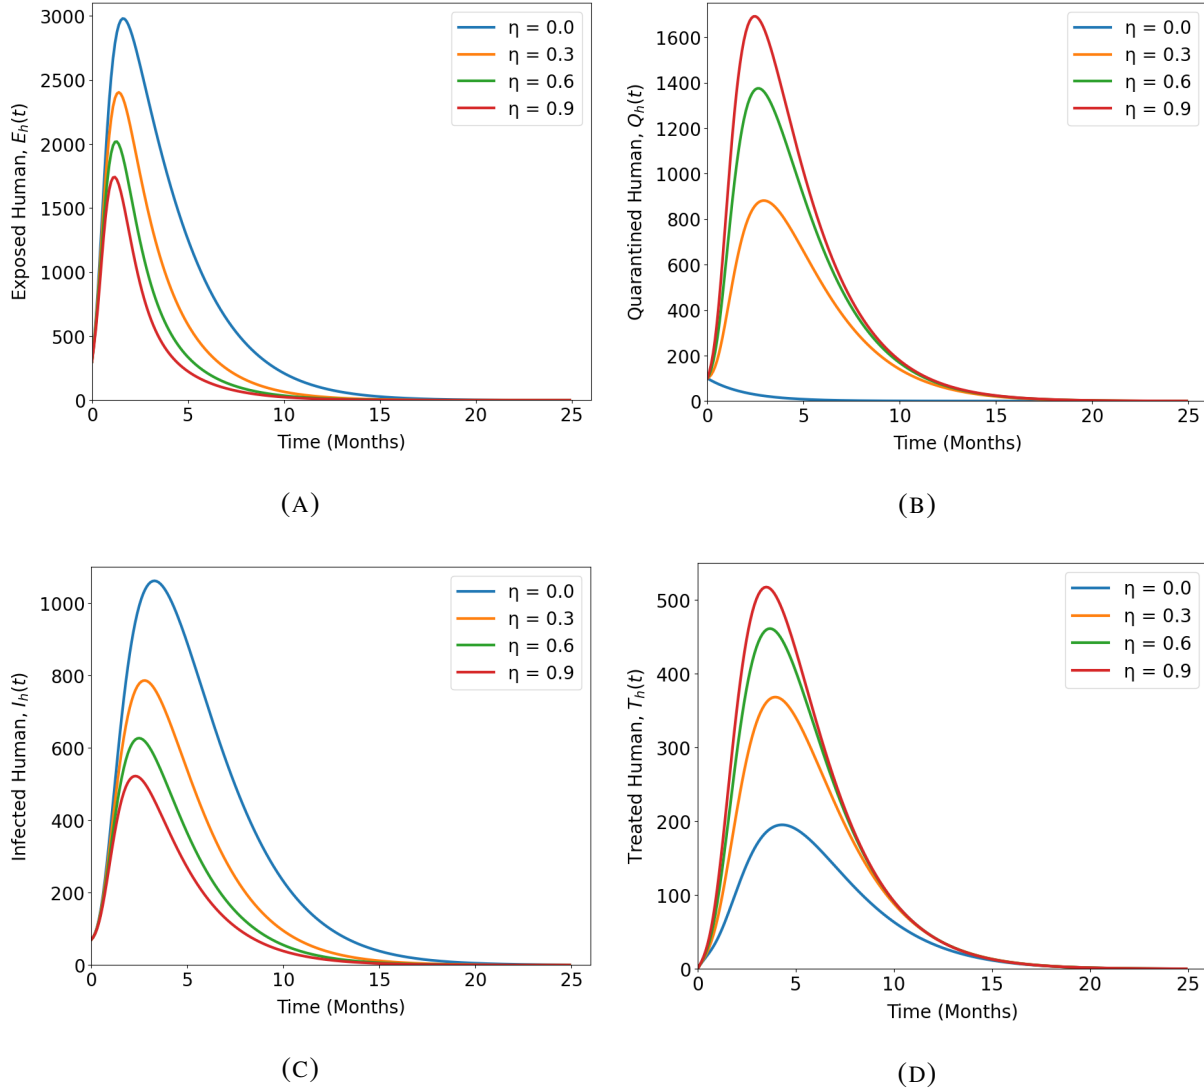 Exposed Human, E_h(t)
3000
2500
2000
1500
1000
500
0
0 5 10 15 20 25
Time (Months)
η = 0.0
η = 0.3
η = 0.6
η = 0.9
(A)
Quarantined Human, Q_h(t)
1600
1400
1200
1000
800
600
400
200
0
0 5 10 15 20 25
Time (Months)
η = 0.0
η = 0.3
η = 0.6
η = 0.9
(B)
Infected Human, I_h(t)
1000
800
600
400
200
0
0 5 10 15 20 25
Time (Months)
η = 0.0
η = 0.3
η = 0.6
η = 0.9
(C)
Treated Human, T_h(t)
500
400
300
200
100
0
0 5 10 15 20 25
Time (Months)
η = 0.0
η = 0.3
η = 0.6
η = 0.9
(D)